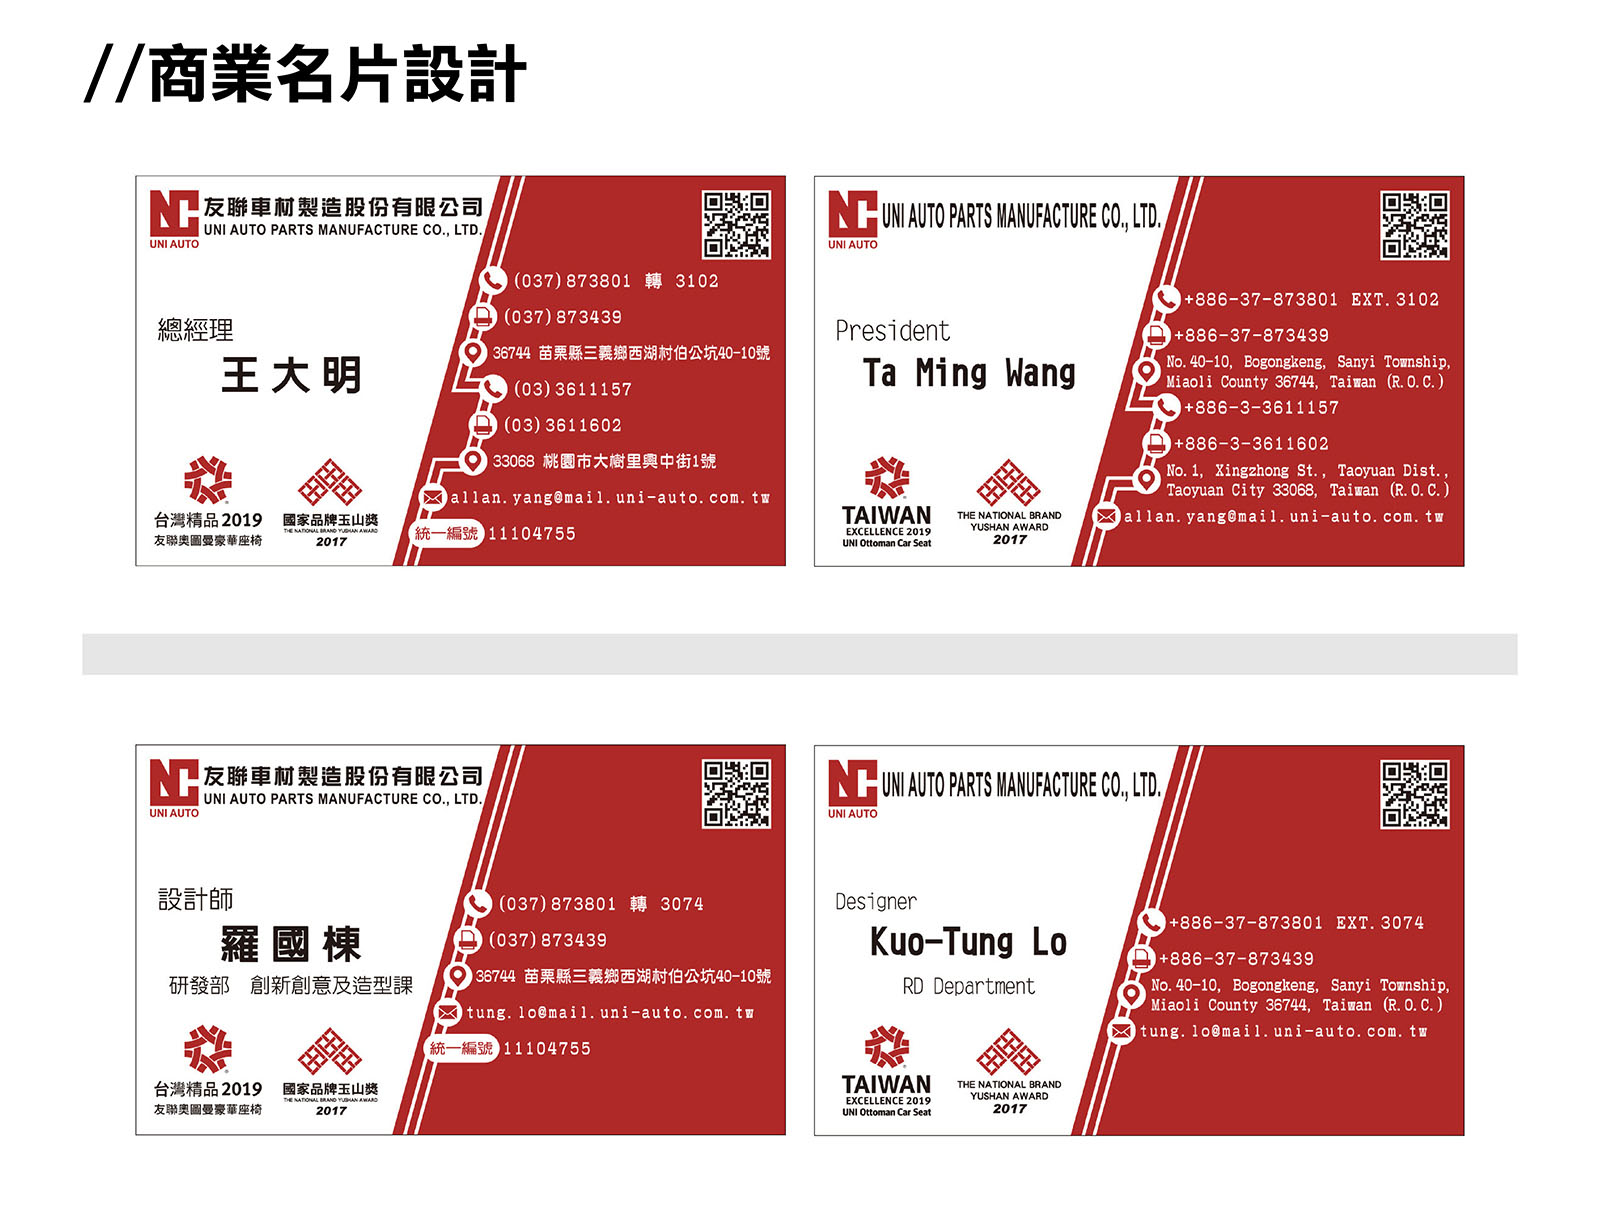 //商業名片設計
友聯車材製造股份有限公司
UNI AUTO PARTS MANUFACTURE CO., LTD.
UNI AUTO
(037)873801 轉 3102
(037)873439
總經理
36744 苗栗縣三義鄉西湖村伯公坑40-10號
王大明
(03)3611157
(03)3611602
33068 桃園市大樹里興中街1號
allan.yang@mail.uni-auto.com.tw
統一編號 11104755
台灣精品2019
友聯奧圖曼豪華座椅
國家品牌玉山獎
THE NATIONAL BRAND YUSHAN AWARD
2017
UNI AUTO PARTS MANUFACTURE CO., LTD.
UNI AUTO
+886-37-873801 EXT.3102
President
+886-37-873439
Ta Ming Wang
No.40-10, Bogongkeng, Sanyi Township,
Miaoli County 36744, Taiwan (R.O.C.)
+886-3-3611157
+886-3-3611602
No.1, Xingzhong St., Taoyuan Dist.,
Taoyuan City 33068, Taiwan (R.O.C.)
allan.yang@mail.uni-auto.com.tw
TAIWAN
EXCELLENCE 2019
UNI Ottoman Car Seat
THE NATIONAL BRAND
YUSHAN AWARD
2017
友聯車材製造股份有限公司
UNI AUTO PARTS MANUFACTURE CO., LTD.
UNI AUTO
設計師
(037)873801 轉 3074
羅國棟
(037)873439
研發部 創新創意及造型課
36744 苗栗縣三義鄉西湖村伯公坑40-10號
tung.lo@mail.uni-auto.com.tw
統一編號 11104755
台灣精品2019
友聯奧圖曼豪華座椅
國家品牌玉山獎
THE NATIONAL BRAND YUSHAN AWARD
2017
UNI AUTO PARTS MANUFACTURE CO., LTD.
UNI AUTO
Designer
+886-37-873801 EXT.3074
Kuo-Tung Lo
+886-37-873439
RD Department
No.40-10, Bogongkeng, Sanyi Township,
Miaoli County 36744, Taiwan (R.O.C.)
tung.lo@mail.uni-auto.com.tw
TAIWAN
EXCELLENCE 2019
UNI Ottoman Car Seat
THE NATIONAL BRAND
YUSHAN AWARD
2017